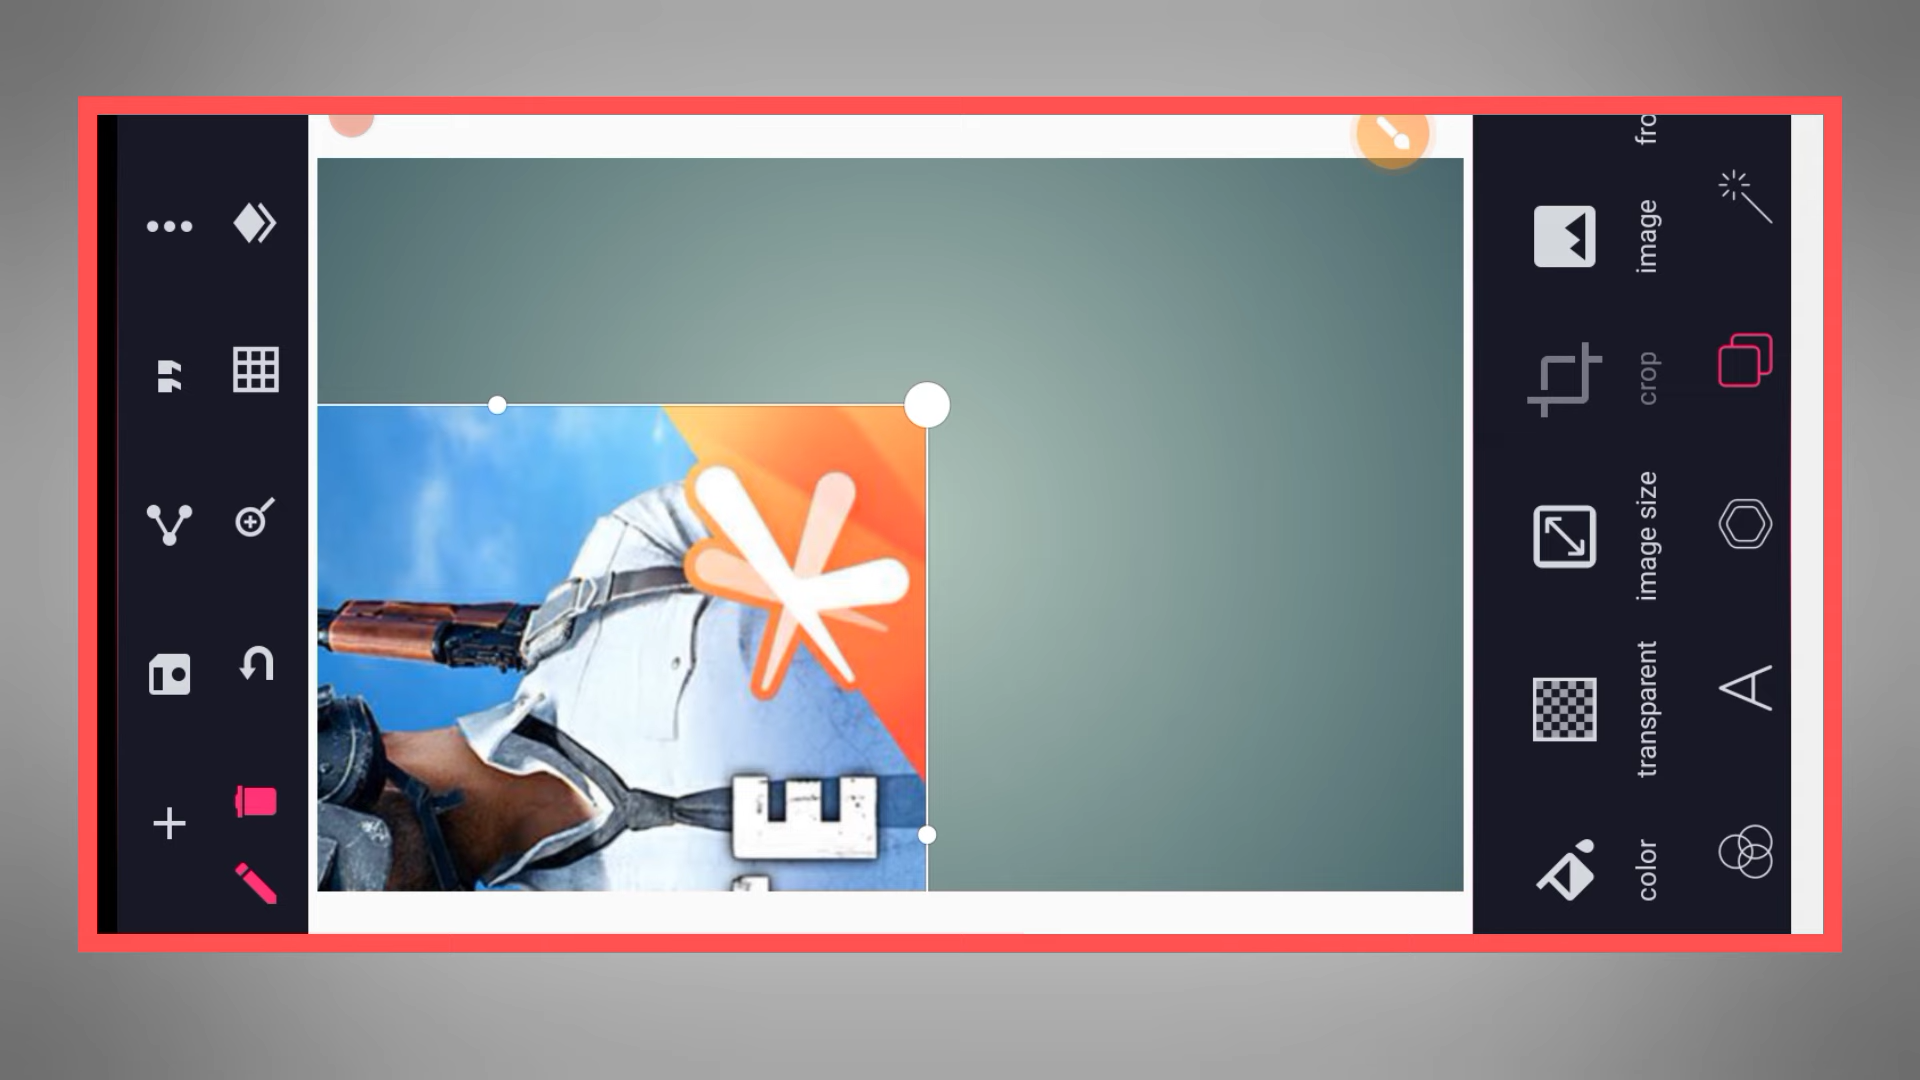 E
color
transparent
image size
crop
image
fro